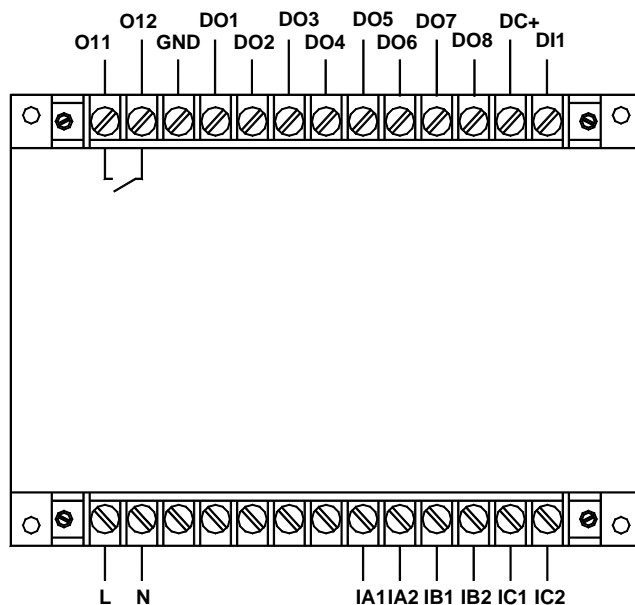 O11 O12 GND DO1 DO2 DO3 DO4 DO5 DO6 DO7 DO8 DC+ DI1
L N IA1 IA2 IB1 IB2 IC1 IC2